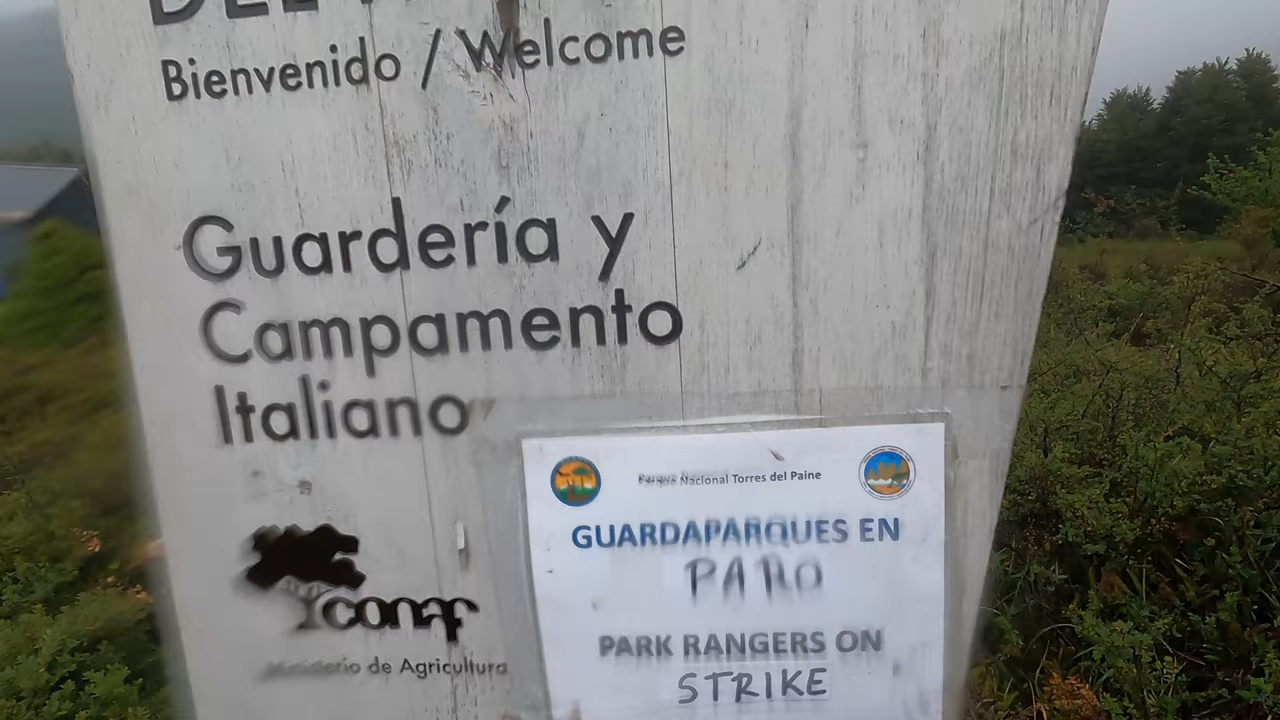 Bienvenido / Welcome
Guardería y
Campamento
Italiano
conaf
Ministerio de Agricultura
Parque Nacional Torres del Paine
GUARDAPARQUES EN
PARO
PARK RANGERS ON
STRIKE